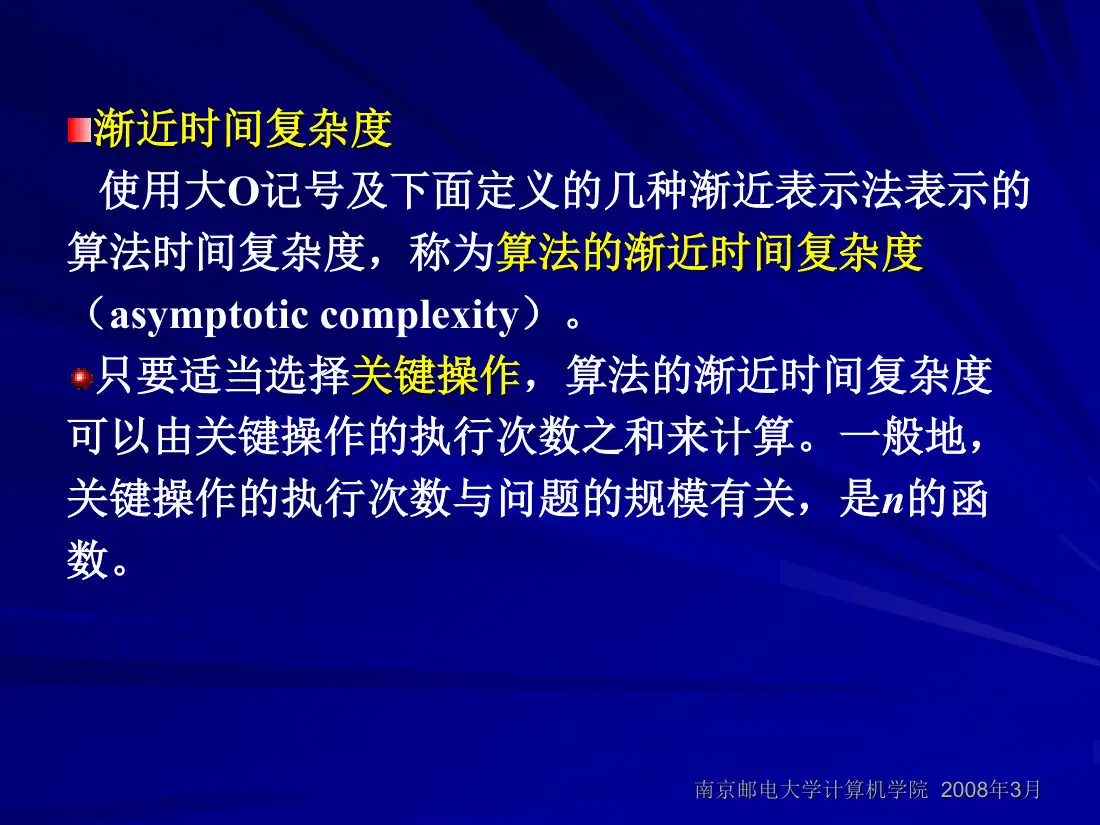 渐近时间复杂度
使用大O记号及下面定义的几种渐近表示法表示的
算法时间复杂度，称为算法的渐近时间复杂度
（asymptotic complexity）。
只要适当选择关键操作，算法的渐近时间复杂度
可以由关键操作的执行次数之和来计算。一般地，
关键操作的执行次数与问题的规模有关，是n的函
数。
南京邮电大学计算机学院 2008年3月